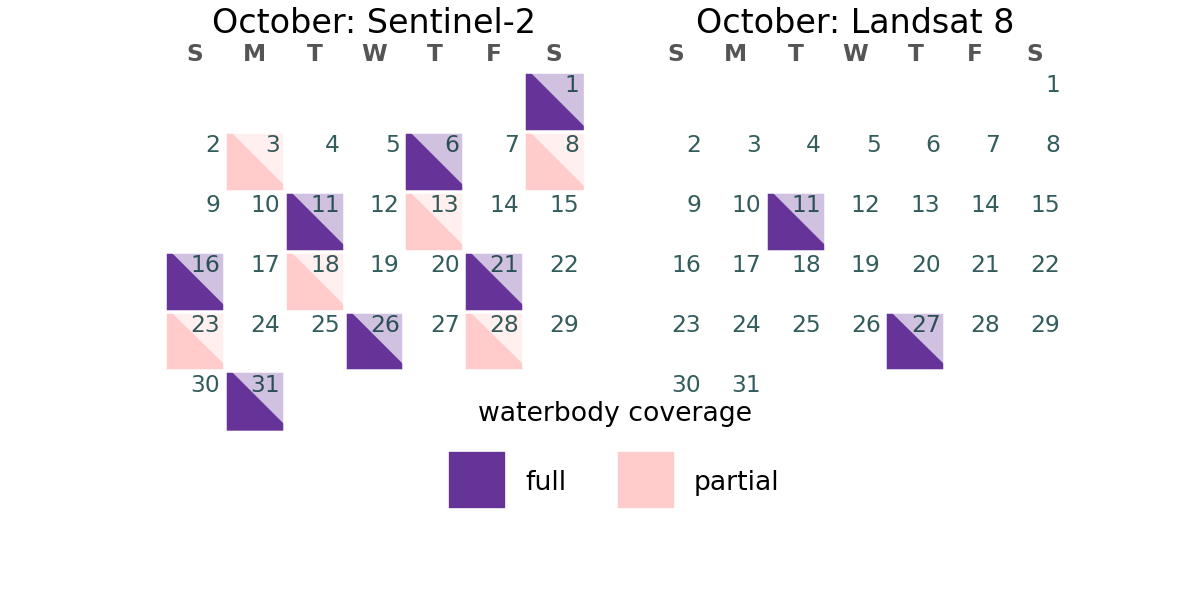 October: Sentinel-2
S M T W T F S
1
2 3 4 5 6 7 8
9 10 11 12 13 14 15
16 17 18 19 20 21 22
23 24 25 26 27 28 29
30 31
October: Landsat 8
S M T W T F S
1
2 3 4 5 6 7 8
9 10 11 12 13 14 15
16 17 18 19 20 21 22
23 24 25 26 27 28 29
30 31
waterbody coverage
full partial